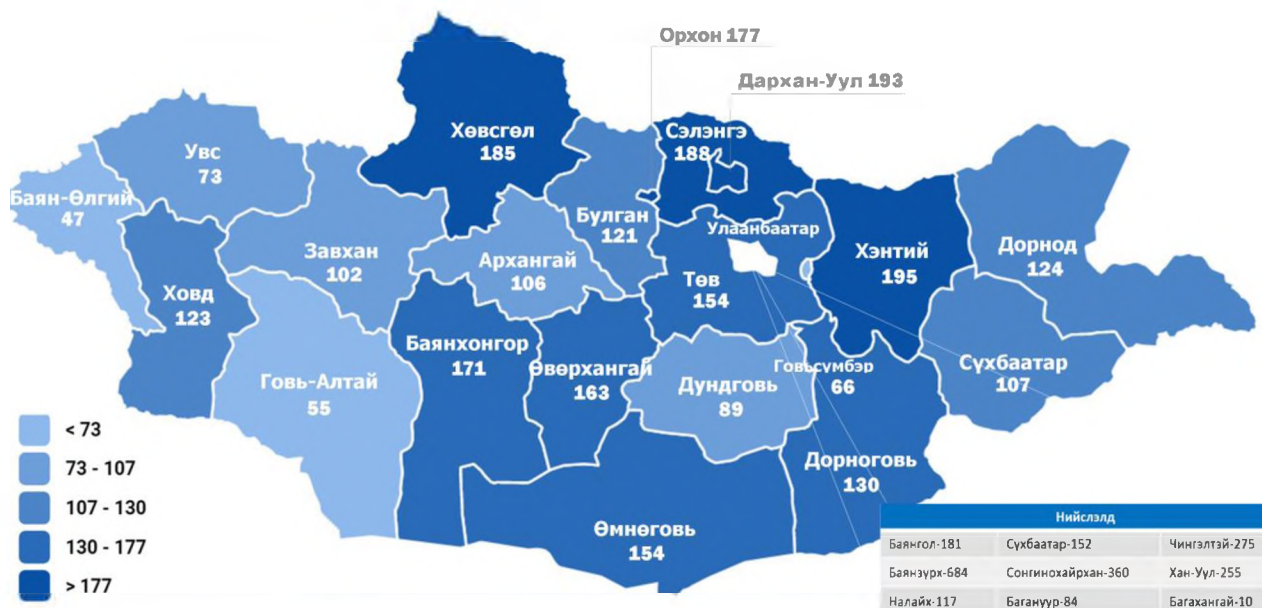 Орхон 177
Дархан-Уул 193
Хөвсгөл
185
Сэлэнгэ
188
Увс
73
Баян-Өлгий
47
Булган
121
Улаанбаатар
Хэнтий
195
Дорнод
124
Завхан
102
Архангай
106
Ховд
123
Төв
154
Баянхонгор
171
Өвөрхангай
163
Говь-Алтай
55
Дундговь
89
Говьсүмбэр
66
Сүхбаатар
107
Дорноговь
130
Өмнөговь
154
< 73
73 - 107
107 - 130
130 - 177
> 177
Нийслэлд
Баянгол-181 Сүхбаатар-152 Чингэлтэй-275
Баянзүрх-684 Сонгинохайрхан-360 Хан-Уул-255
Налайх-117 Багануур-84 Багахангай-10